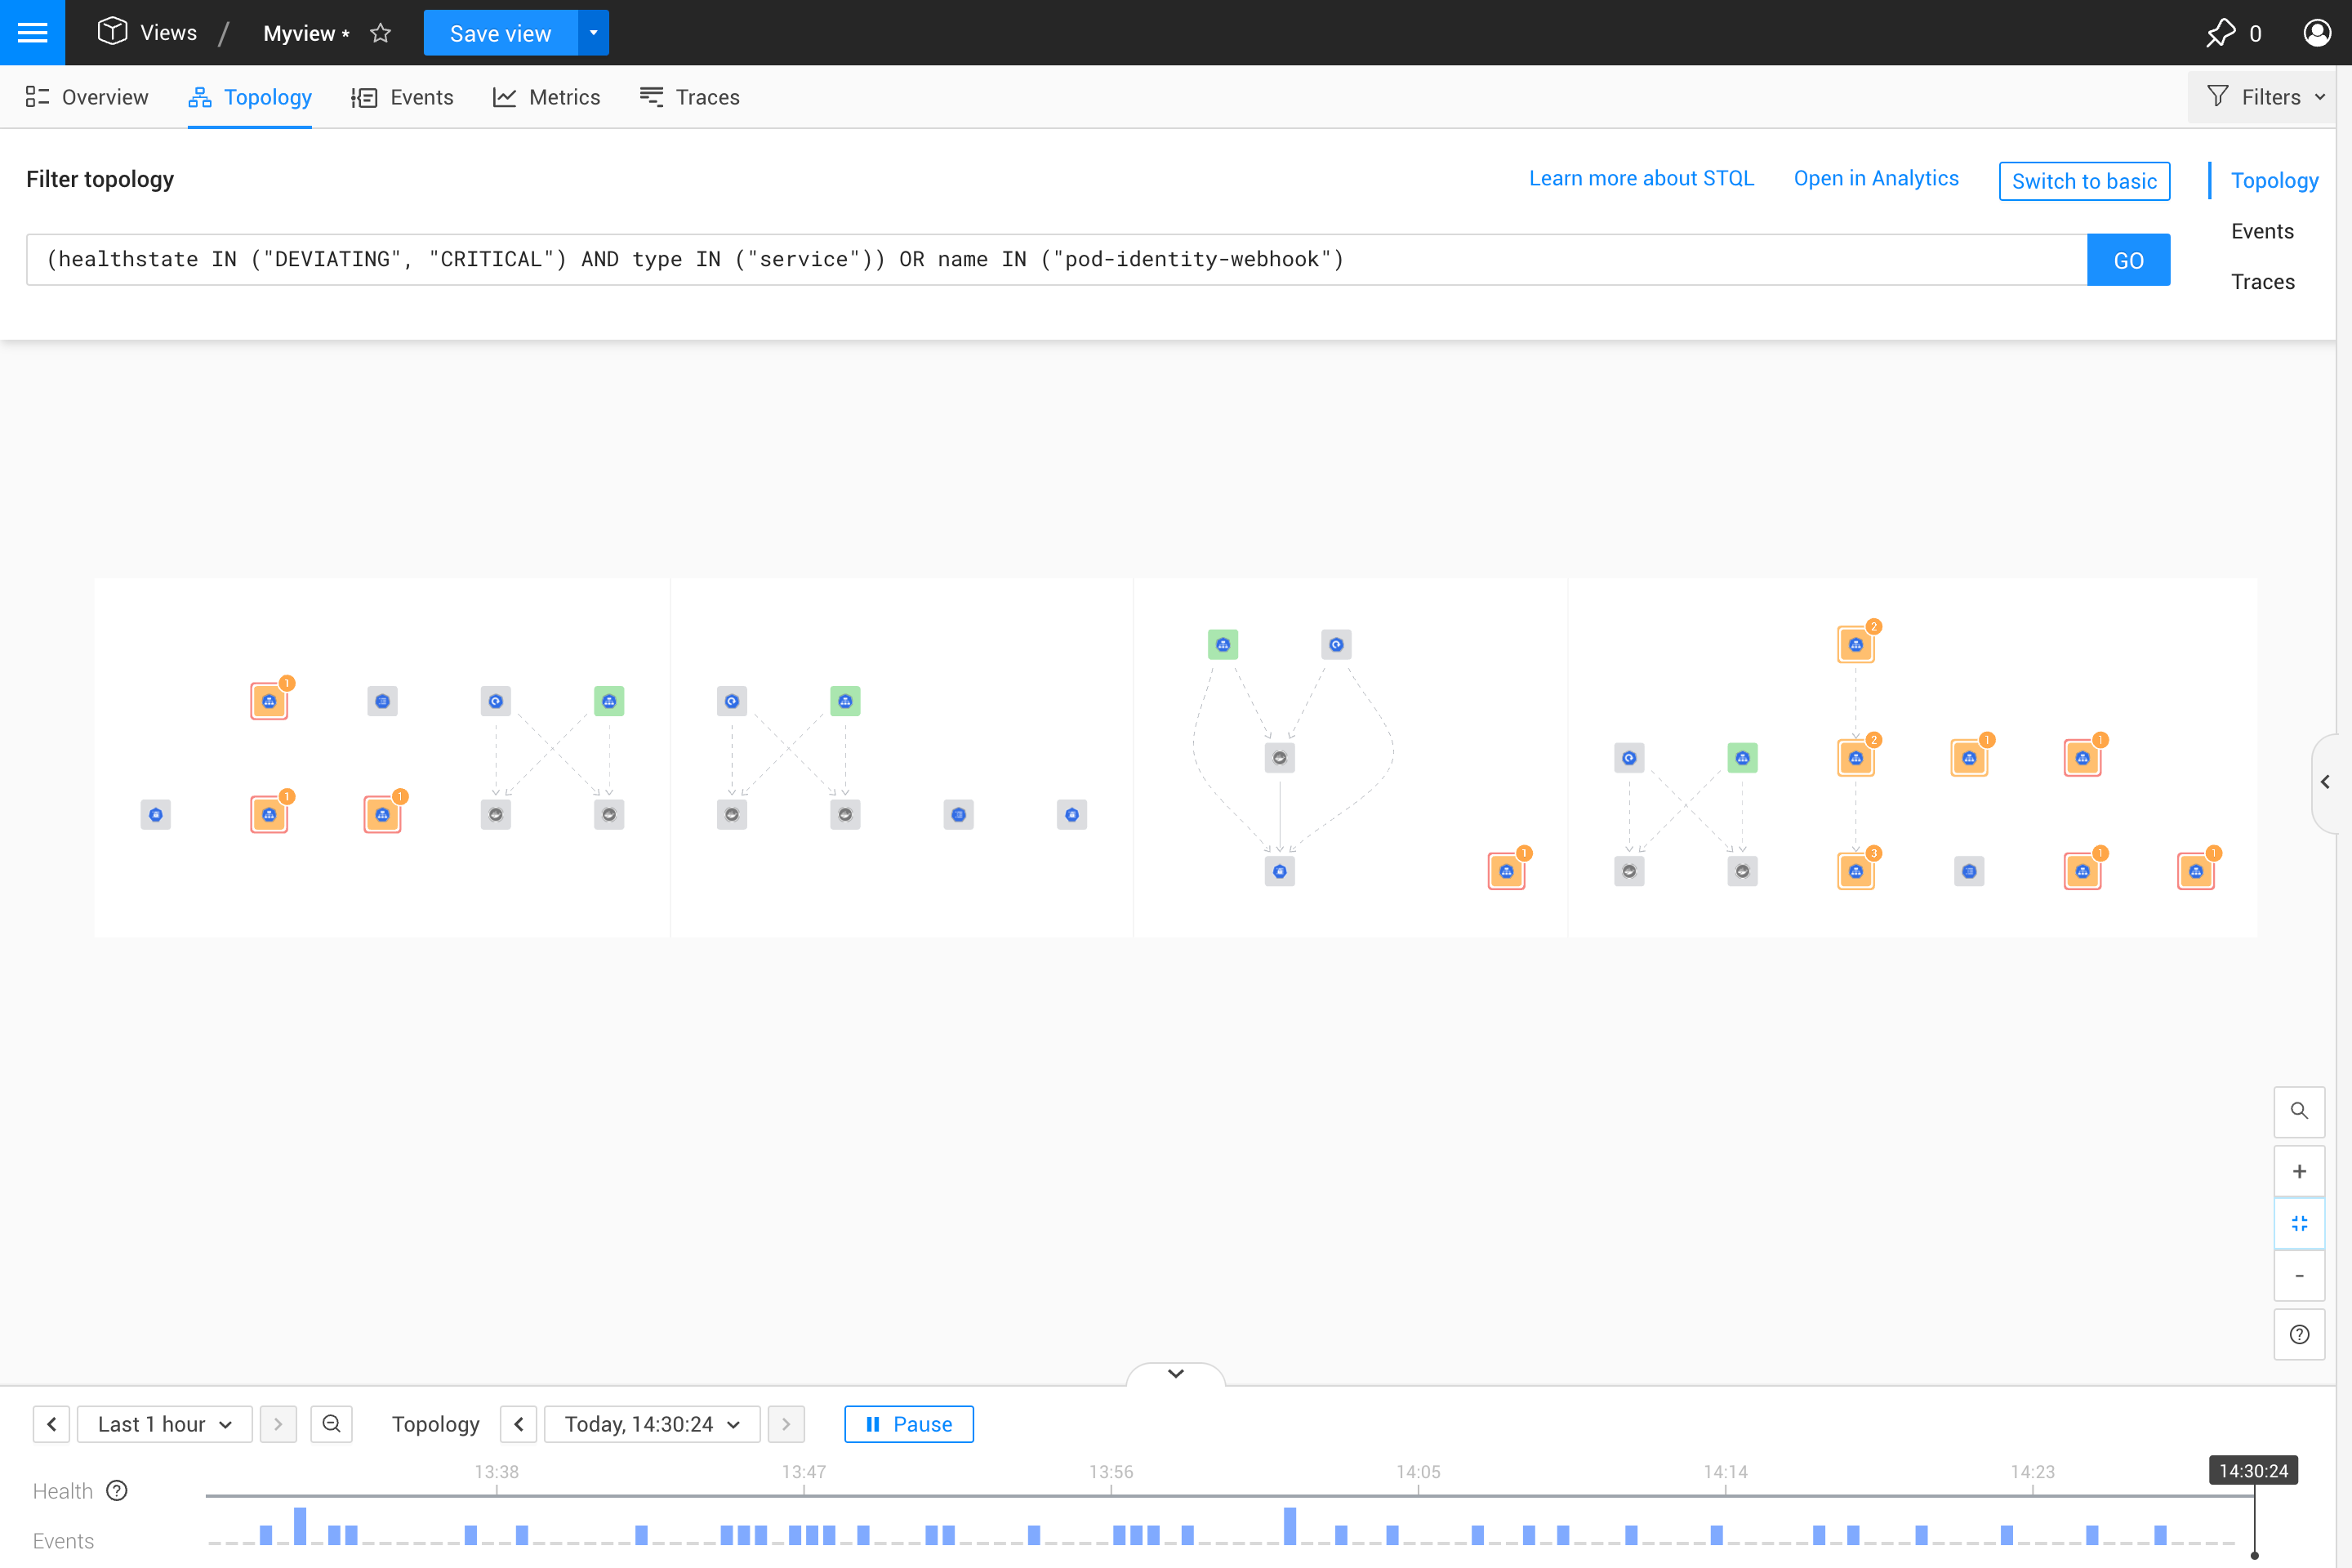 Views / Myview * Save view 0
Overview Topology Events Metrics Traces Filters
Filter topology Learn more about STQL Open in Analytics Switch to basic Topology
(healthstate IN ("DEVIATING", "CRITICAL") AND type IN ("service")) OR name IN ("pod-identity-webhook") GO
Events
Traces
2
1
2 1 1
1 1
3 1 1
1
+
-
?
Last 1 hour Topology Today, 14:30:24 Pause
13:38 13:47 13:56 14:05 14:14 14:23 14:30:24
Health ?
Events